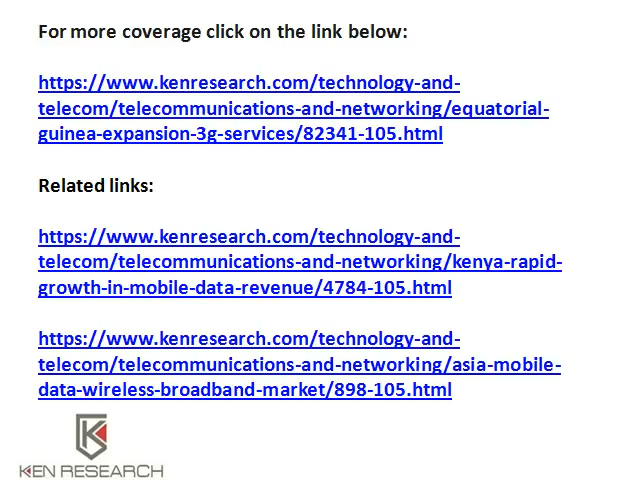 For more coverage click on the link below:
https://www.kenresearch.com/technology-and-
telecom/telecommunications-and-networking/equatorial-
guinea-expansion-3g-services/82341-105.html
Related links:
https://www.kenresearch.com/technology-and-
telecom/telecommunications-and-networking/kenya-rapid-
growth-in-mobile-data-revenue/4784-105.html
https://www.kenresearch.com/technology-and-
telecom/telecommunications-and-networking/asia-mobile-
data-wireless-broadband-market/898-105.html
KEN RESEARCH